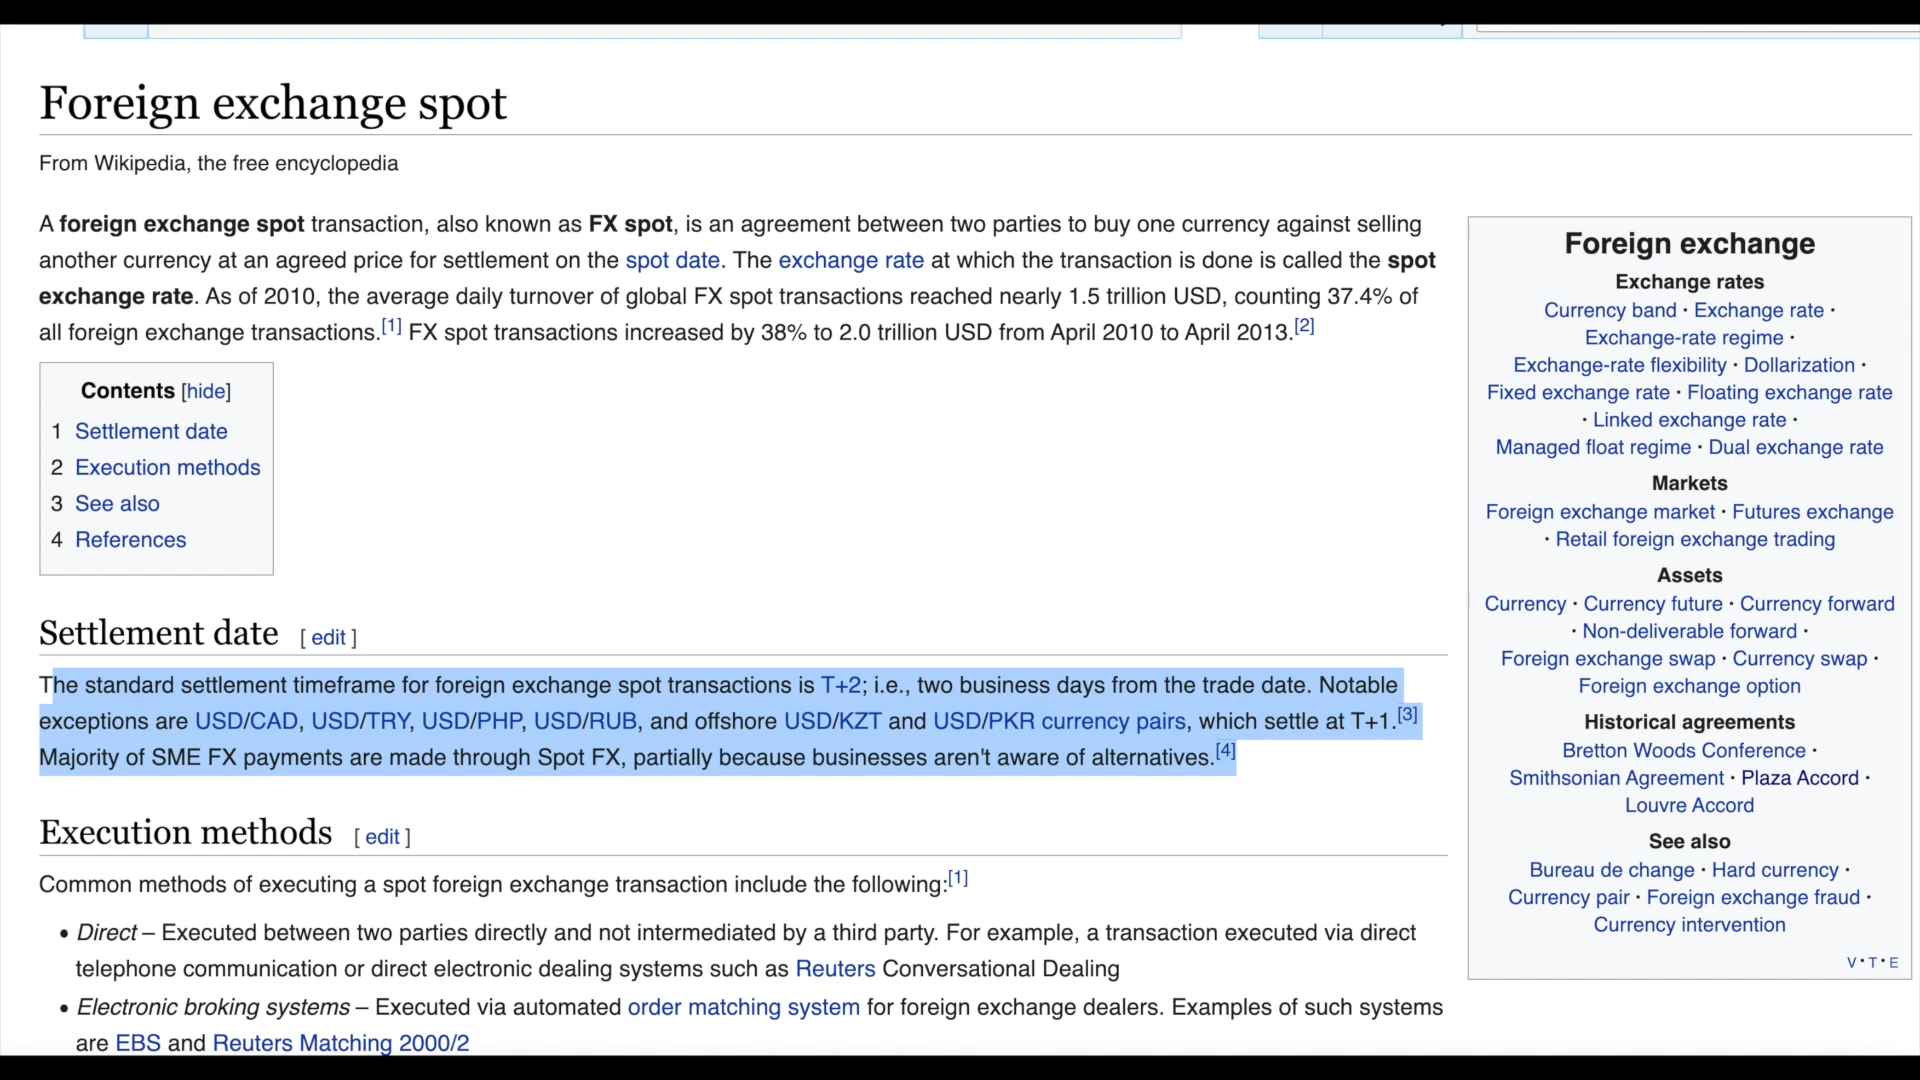 Foreign exchange spot
From Wikipedia, the free encyclopedia
A foreign exchange spot transaction, also known as FX spot, is an agreement between two parties to buy one currency against selling
another currency at an agreed price for settlement on the spot date. The exchange rate at which the transaction is done is called the spot
exchange rate. As of 2010, the average daily turnover of global FX spot transactions reached nearly 1.5 trillion USD, counting 37.4% of
all foreign exchange transactions.[1] FX spot transactions increased by 38% to 2.0 trillion USD from April 2010 to April 2013.[2]
Contents [hide]
1 Settlement date
2 Execution methods
3 See also
4 References
Settlement date [ edit ]
The standard settlement timeframe for foreign exchange spot transactions is T+2; i.e., two business days from the trade date. Notable
exceptions are USD/CAD, USD/TRY, USD/PHP, USD/RUB, and offshore USD/KZT and USD/PKR currency pairs, which settle at T+1.[3]
Majority of SME FX payments are made through Spot FX, partially because businesses aren't aware of alternatives.[4]
Execution methods [ edit ]
Common methods of executing a spot foreign exchange transaction include the following:[1]
• Direct – Executed between two parties directly and not intermediated by a third party. For example, a transaction executed via direct
telephone communication or direct electronic dealing systems such as Reuters Conversational Dealing
• Electronic broking systems – Executed via automated order matching system for foreign exchange dealers. Examples of such systems
are EBS and Reuters Matching 2000/2
Foreign exchange
Exchange rates
Currency band · Exchange rate ·
Exchange-rate regime ·
Exchange-rate flexibility · Dollarization ·
Fixed exchange rate · Floating exchange rate
· Linked exchange rate ·
Managed float regime · Dual exchange rate
Markets
Foreign exchange market · Futures exchange
· Retail foreign exchange trading
Assets
Currency · Currency future · Currency forward
· Non-deliverable forward ·
Foreign exchange swap · Currency swap ·
Foreign exchange option
Historical agreements
Bretton Woods Conference ·
Smithsonian Agreement · Plaza Accord ·
Louvre Accord
See also
Bureau de change · Hard currency ·
Currency pair · Foreign exchange fraud ·
Currency intervention
V · T · E